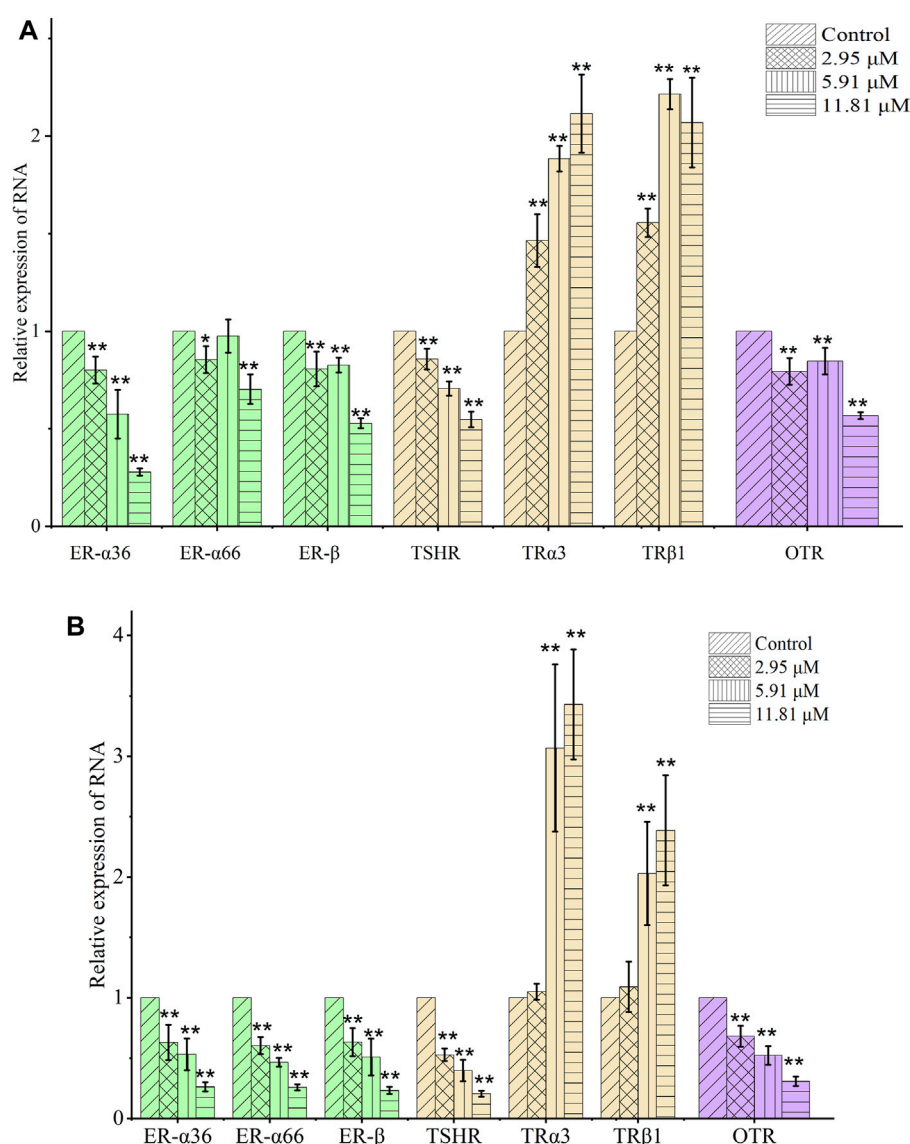 A
Control
2.95 μM
5.91 μM
11.81 μM
Relative expression of RNA
2
1
0
** ** **
* **
** ** **
** ** **
** ** **
** ** **
** ** **
ER-α36 ER-α66 ER-β TSHR TRα3 TRβ1 OTR
B
Control
2.95 μM
5.91 μM
11.81 μM
Relative expression of RNA
4
3
2
1
0
** ** **
** ** **
** ** **
** ** **
** **
** **
** ** **
ER-α36 ER-α66 ER-β TSHR TRα3 TRβ1 OTR